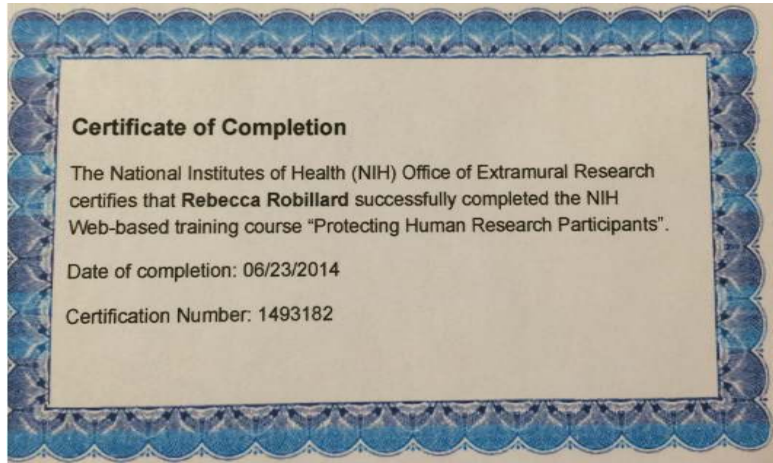 Certificate of Completion
The National Institutes of Health (NIH) Office of Extramural Research
certifies that Rebecca Robillard successfully completed the NIH
Web-based training course “Protecting Human Research Participants”.
Date of completion: 06/23/2014
Certification Number: 1493182